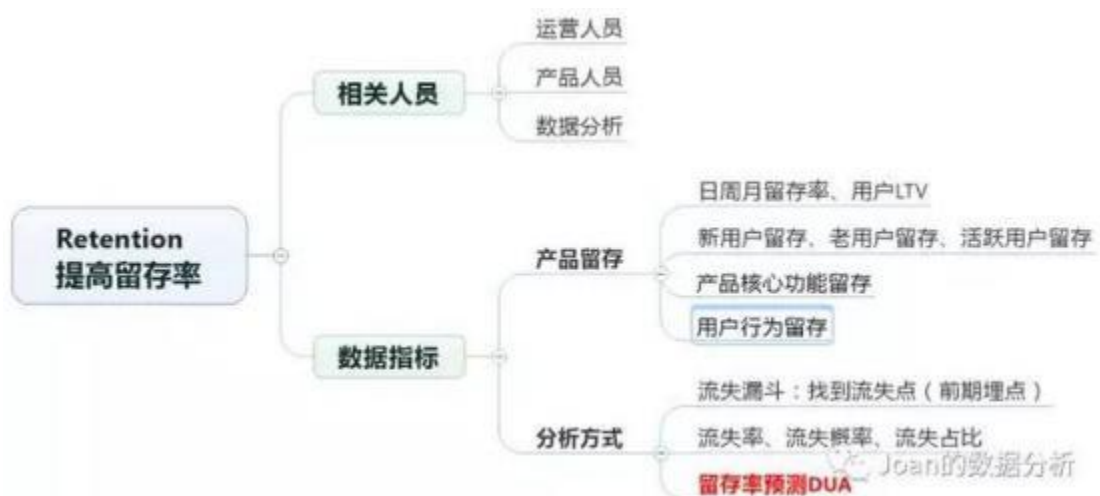 Retention
提高留存率
相关人员
运营人员
产品人员
数据分析
数据指标
产品留存
日周月留存率、用户LTV
新用户留存、老用户留存、活跃用户留存
产品核心功能留存
用户行为留存
分析方式
流失漏斗：找到流失点（前期埋点）
流失率、流失概率、流失占比
留存率预测DUA
Joan的数据分析